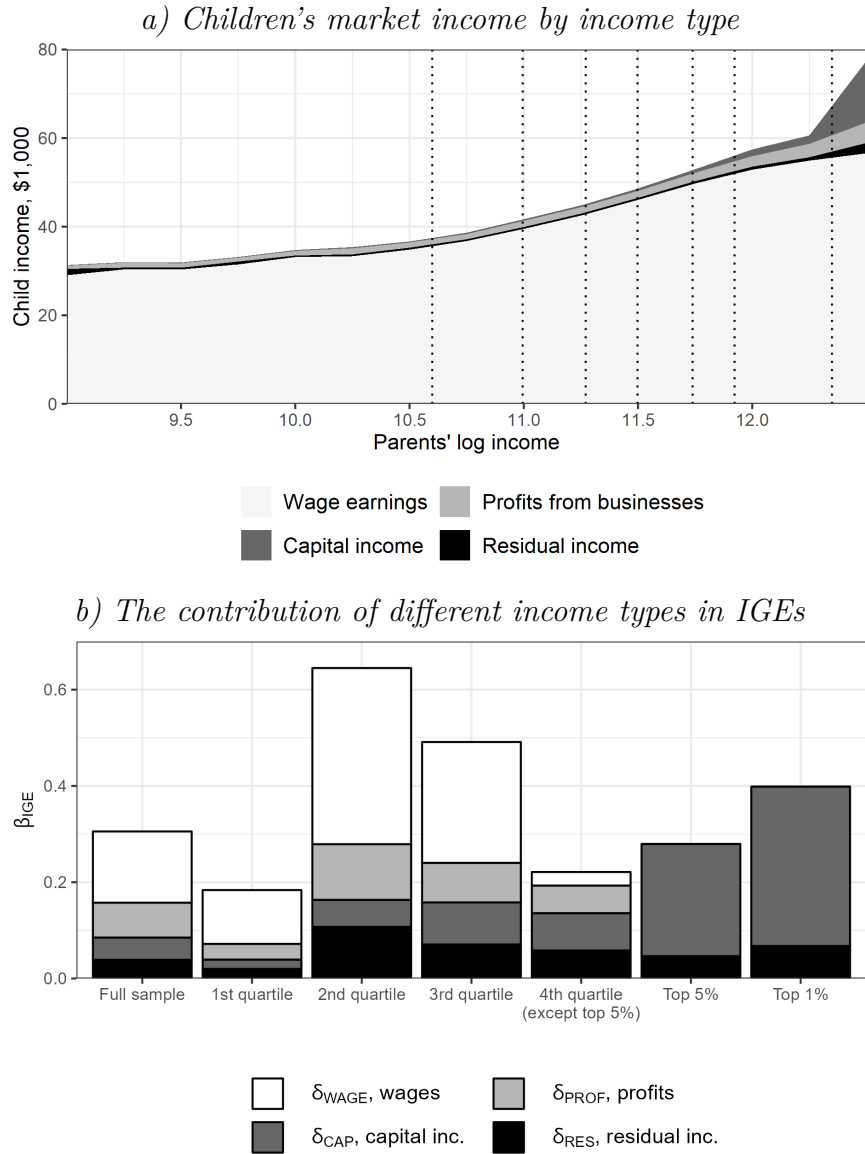 a) Children's market income by income type
80
60
40
20
0
Child income, $1,000
9.5 10.0 10.5 11.0 11.5 12.0
Parents' log income
Wage earnings Profits from businesses
Capital income Residual income
b) The contribution of different income types in IGEs
0.6
0.4
0.2
0.0
βIGE
Full sample 1st quartile 2nd quartile 3rd quartile 4th quartile Top 5% Top 1%
(except top 5%)
δWAGE, wages δPROF, profits
δCAP, capital inc. δRES, residual inc.